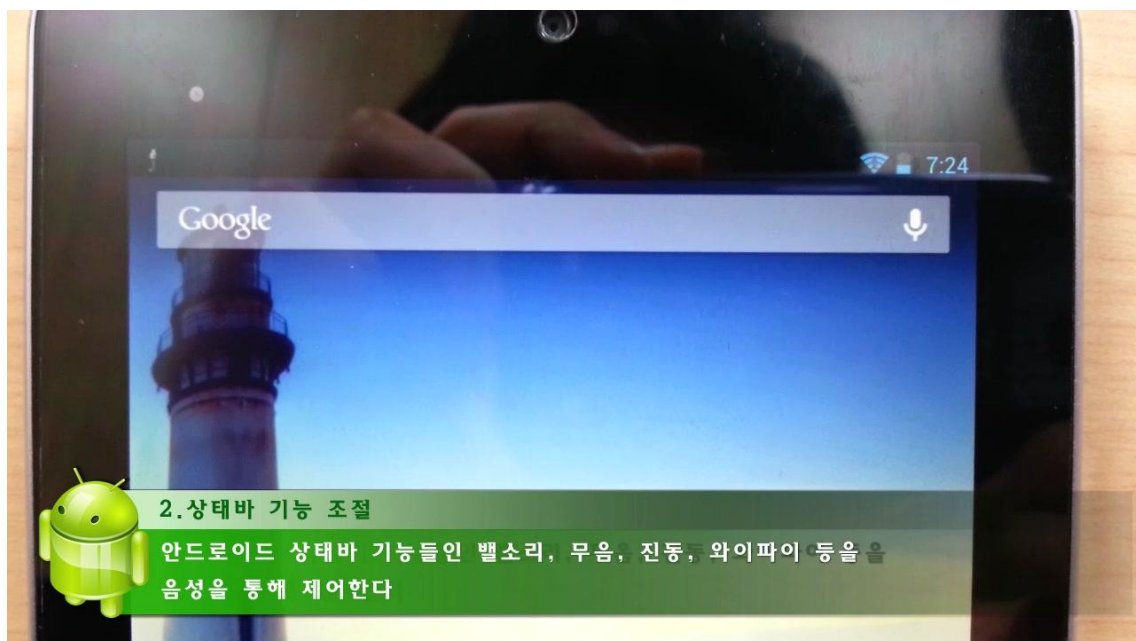 7:24
Google
2.상태바 기능 조절
안드로이드 상태바 기능들인 밸소리, 무음, 진동, 와이파이 등을
음성을 통해 제어한다